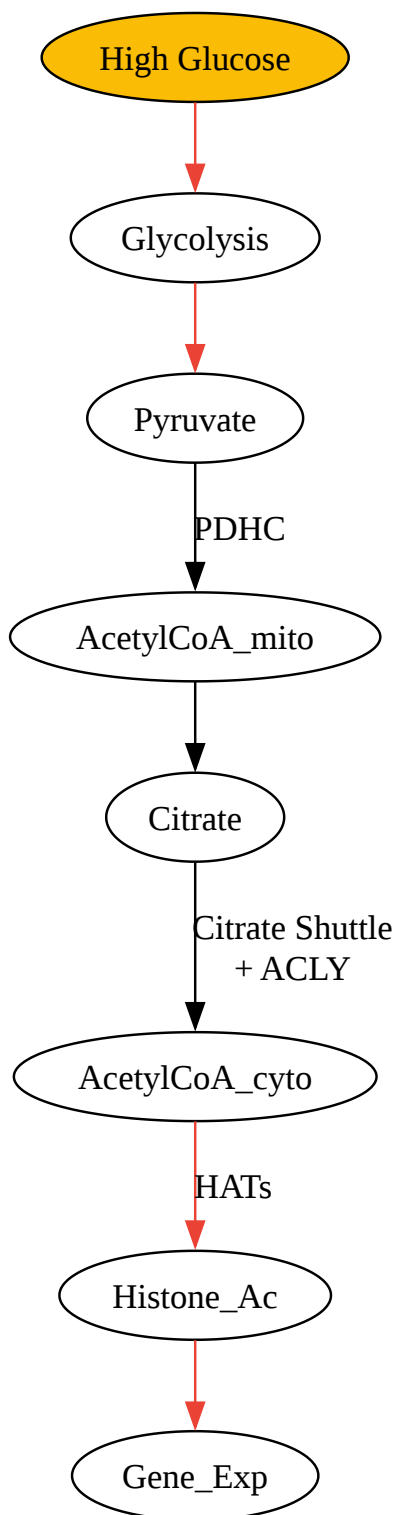 High Glucose
Glycolysis
Pyruvate
PDHC
AcetylCoA_mito
Citrate
Citrate Shuttle
+ ACLY
AcetylCoA_cyto
HATs
Histone_Ac
Gene_Exp